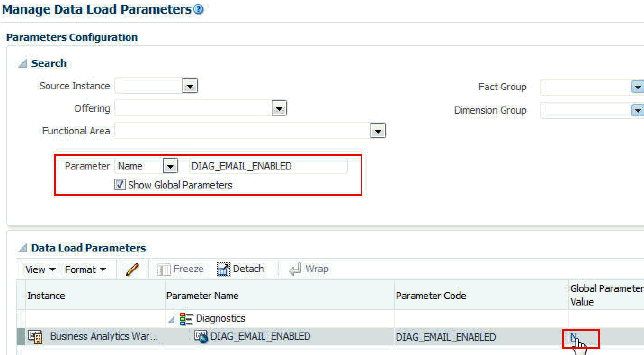 Manage Data Load Parameters
Parameters Configuration
Search
Source Instance
Fact Group
Offering
Dimension Group
Functional Area
Parameter Name DIAG_EMAIL_ENABLED
Show Global Parameters
Data Load Parameters
View Format Freeze Detach Wrap
Instance Parameter Name Parameter Code Global Parameter Value
Diagnostics
Business Analytics War... DIAG_EMAIL_ENABLED DIAG_EMAIL_ENABLED N